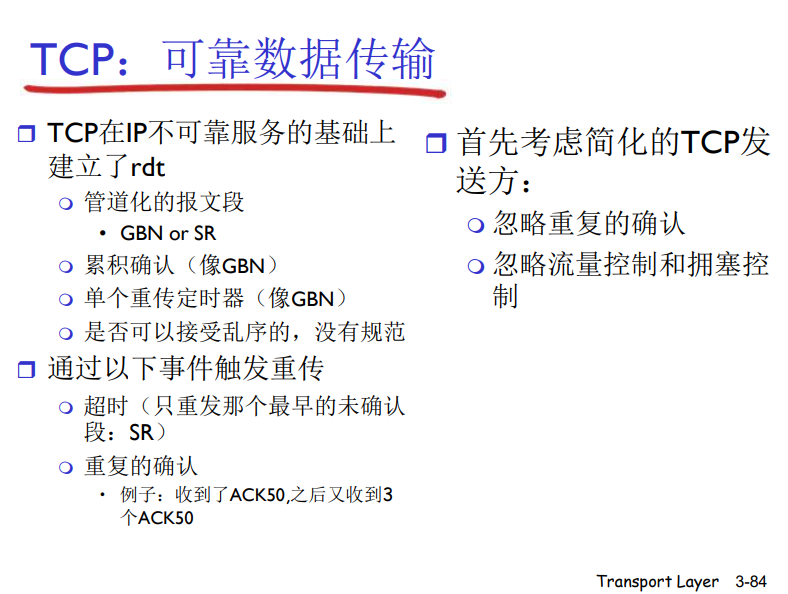 TCP：可靠数据传输
TCP在IP不可靠服务的基础上
建立了rdt
管道化的报文段
• GBN or SR
累积确认（像GBN）
单个重传定时器（像GBN）
是否可以接受乱序的，没有规范
通过以下事件触发重传
超时（只重发那个最早的未确认
段：SR）
重复的确认
• 例子：收到了ACK50,之后又收到3
个ACK50
首先考虑简化的TCP发
送方：
忽略重复的确认
忽略流量控制和拥塞控
制
Transport Layer 3-84